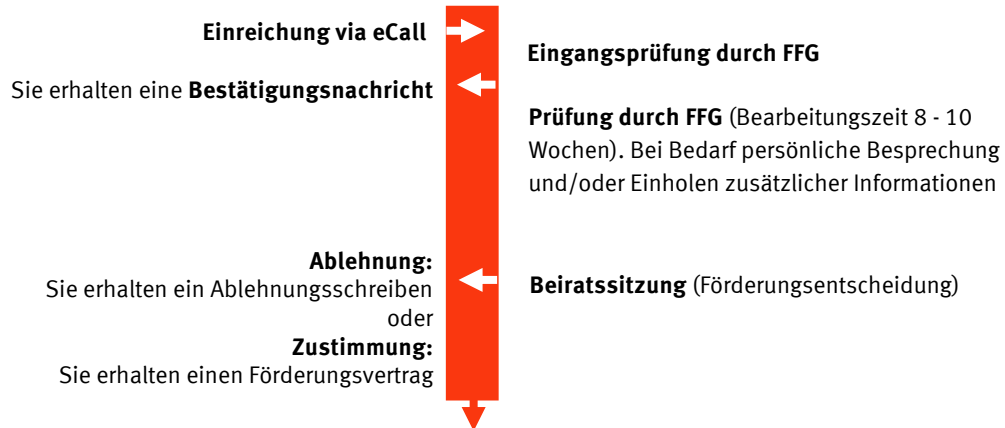 Einreichung via eCall
Eingangsprüfung durch FFG
Sie erhalten eine Bestätigungsnachricht
Prüfung durch FFG (Bearbeitungszeit 8 - 10
Wochen). Bei Bedarf persönliche Besprechung
und/oder Einholen zusätzlicher Informationen
Ablehnung:
Sie erhalten ein Ablehnungsschreiben
oder
Zustimmung:
Sie erhalten einen Förderungsvertrag
Beiratssitzung (Förderungsentscheidung)